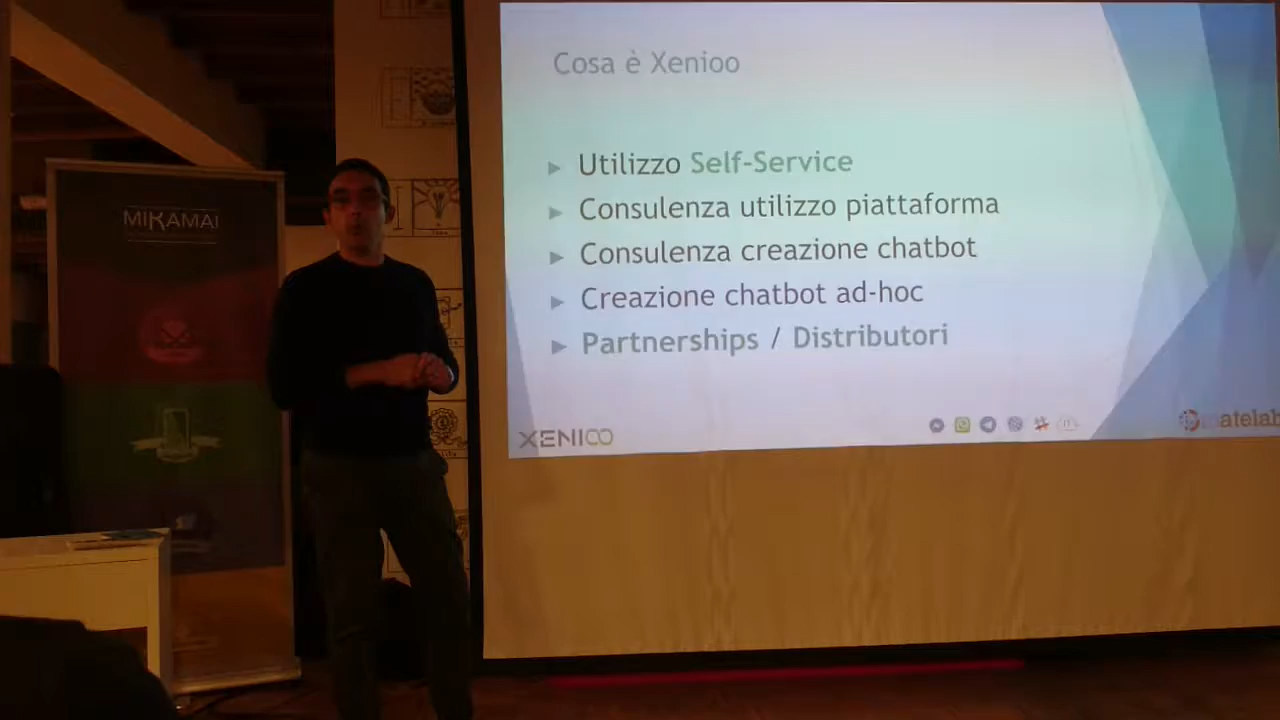 Cosa è Xenioo
Utilizzo Self-Service
Consulenza utilizzo piattaforma
Consulenza creazione chatbot
Creazione chatbot ad-hoc
Partnerships / Distributori
XENIOO
atelab
MIKAMAI